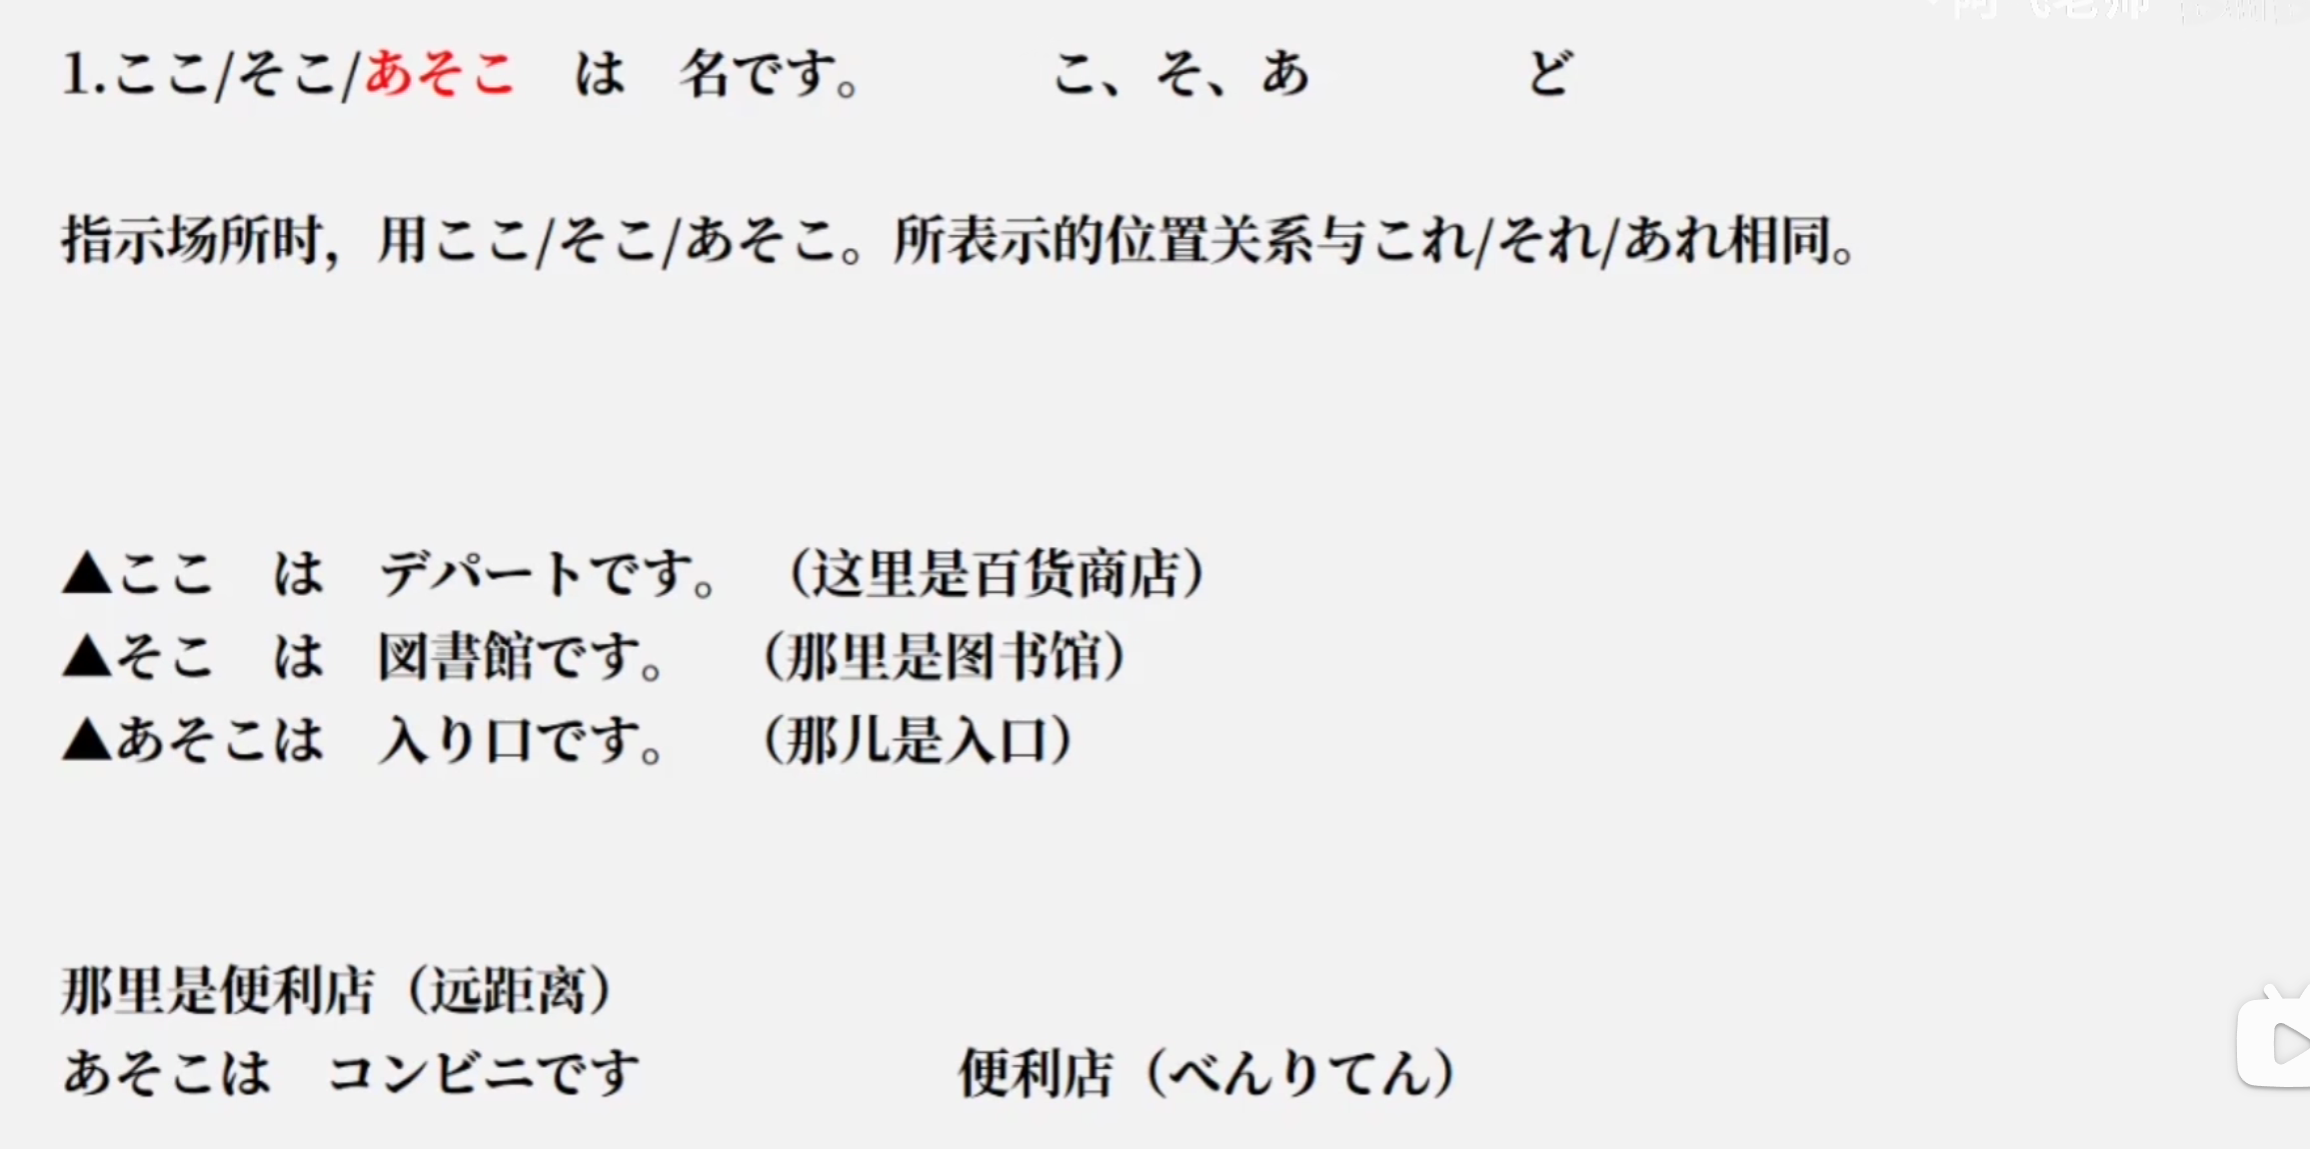 老师
1.ここ/そこ/あそこ　は　名です。　　　こ、そ、あ　　　　ど
指示场所时，用ここ/そこ/あそこ。所表示的位置关系与これ/それ/あれ相同。
▲ここ　は　デパートです。（这里是百货商店）
▲そこ　は　図書館です。　（那里是图书馆）
▲あそこは　入り口です。　（那儿是入口）
那里是便利店（远距离）
あそこは　コンビニです　　　　　　便利店（べんりてん）